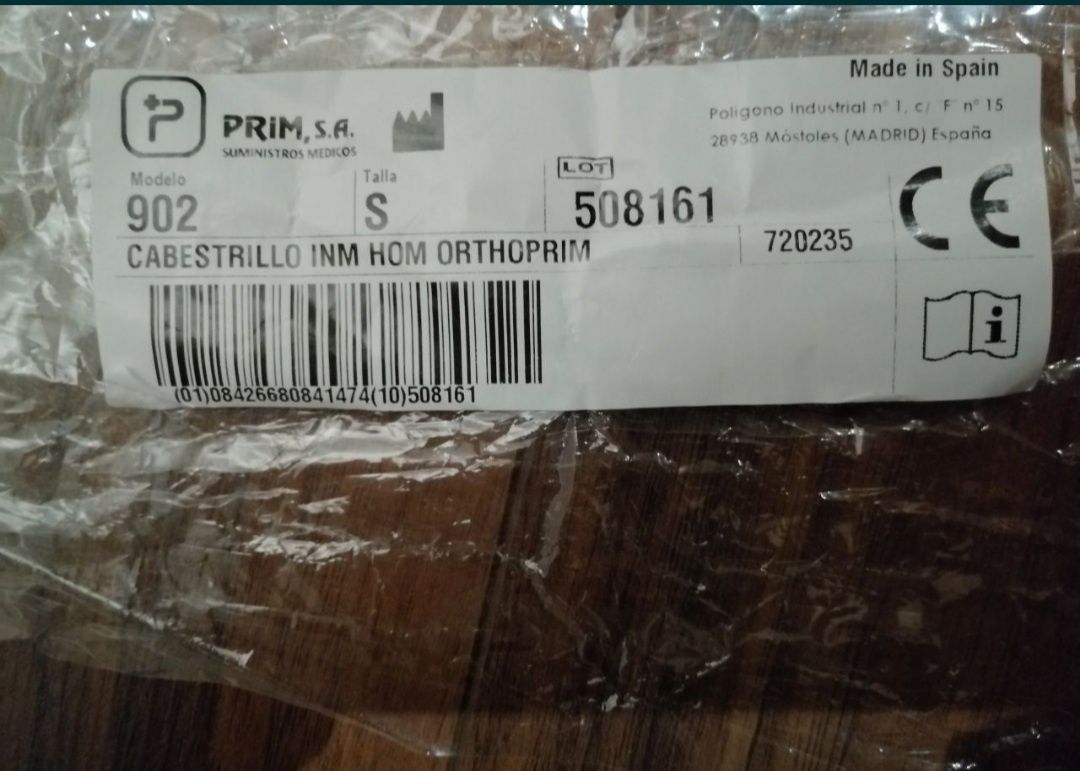 Made in Spain
PRIM, S.A.
SUMINISTROS MEDICOS
Poligono Industrial nº 1, c/ F nº 15
28938 Móstoles (MADRID) España
Modelo
902
Talla
S
LOT
508161
CE
CABESTRILLO INM HOM ORTHOPRIM
720235
i
(01)08426680841474(10)508161